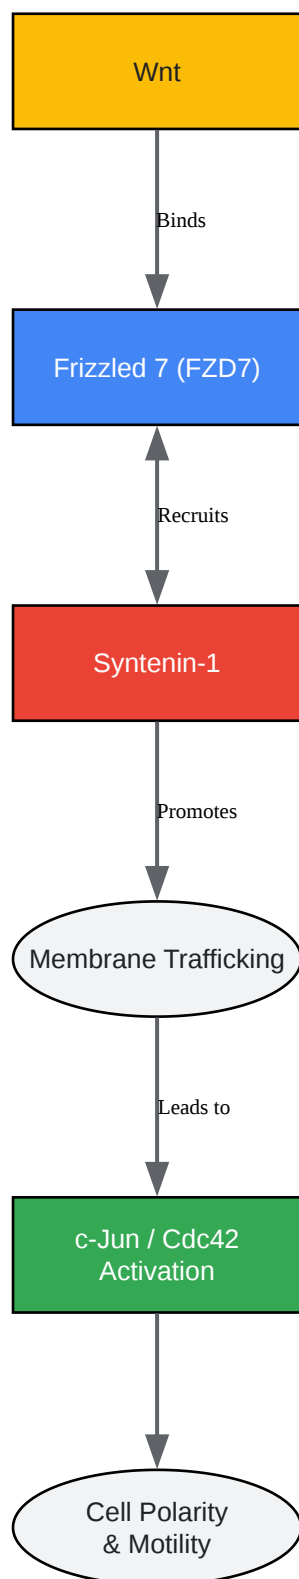 Wnt
Binds
Frizzled 7 (FZD7)
Recruits
Syntenin-1
Promotes
Membrane Trafficking
Leads to
c-Jun / Cdc42
Activation
Cell Polarity
& Motility